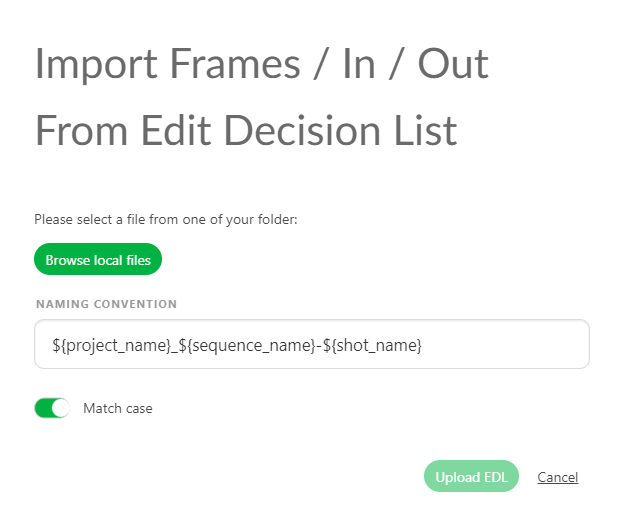 Import Frames / In / Out
From Edit Decision List
Please select a file from one of your folder:
Browse local files
NAMING CONVENTION
${project_name}_${sequence_name}-${shot_name}
Match case
Upload EDL Cancel